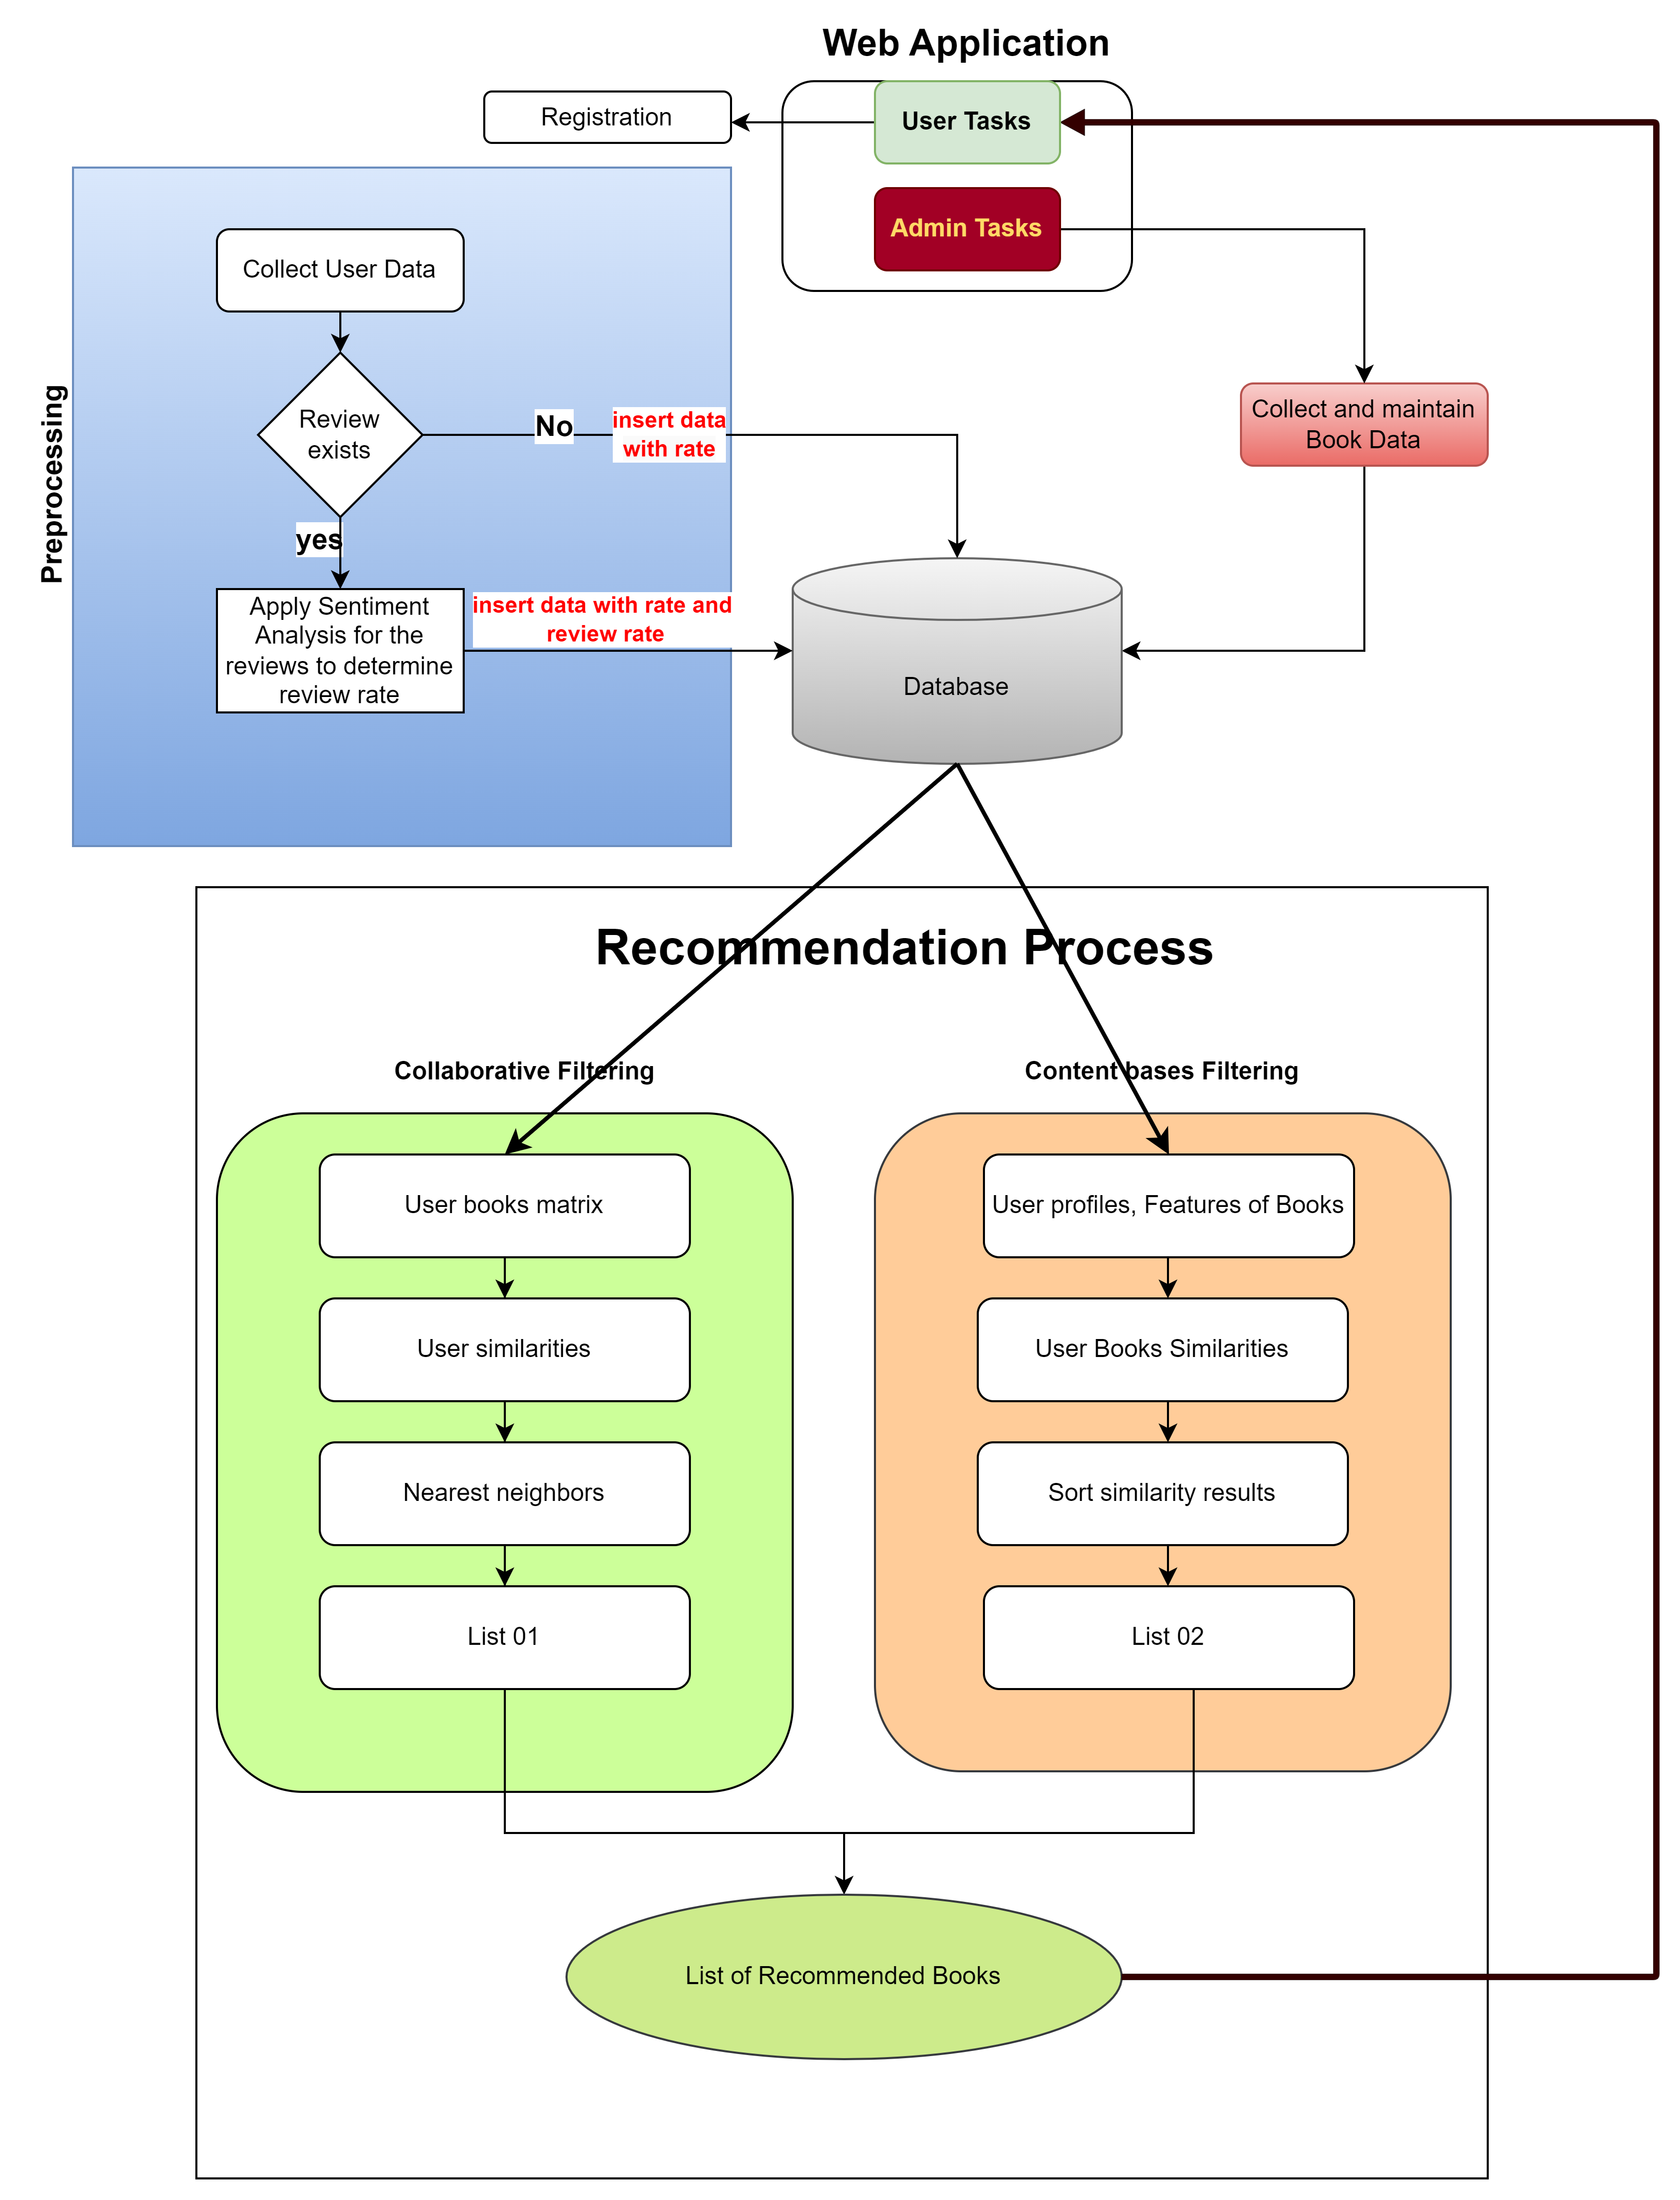 Web Application
Registration
User Tasks
Admin Tasks
Preprocessing
Collect User Data
Review
exists
No
insert data
with rate
Collect and maintain
Book Data
yes
Apply Sentiment
Analysis for the
reviews to determine
review rate
insert data with rate and
review rate
Database
Recommendation Process
Collaborative Filtering
Content bases Filtering
User books matrix
User profiles, Features of Books
User similarities
User Books Similarities
Nearest neighbors
Sort similarity results
List 01
List 02
List of Recommended Books